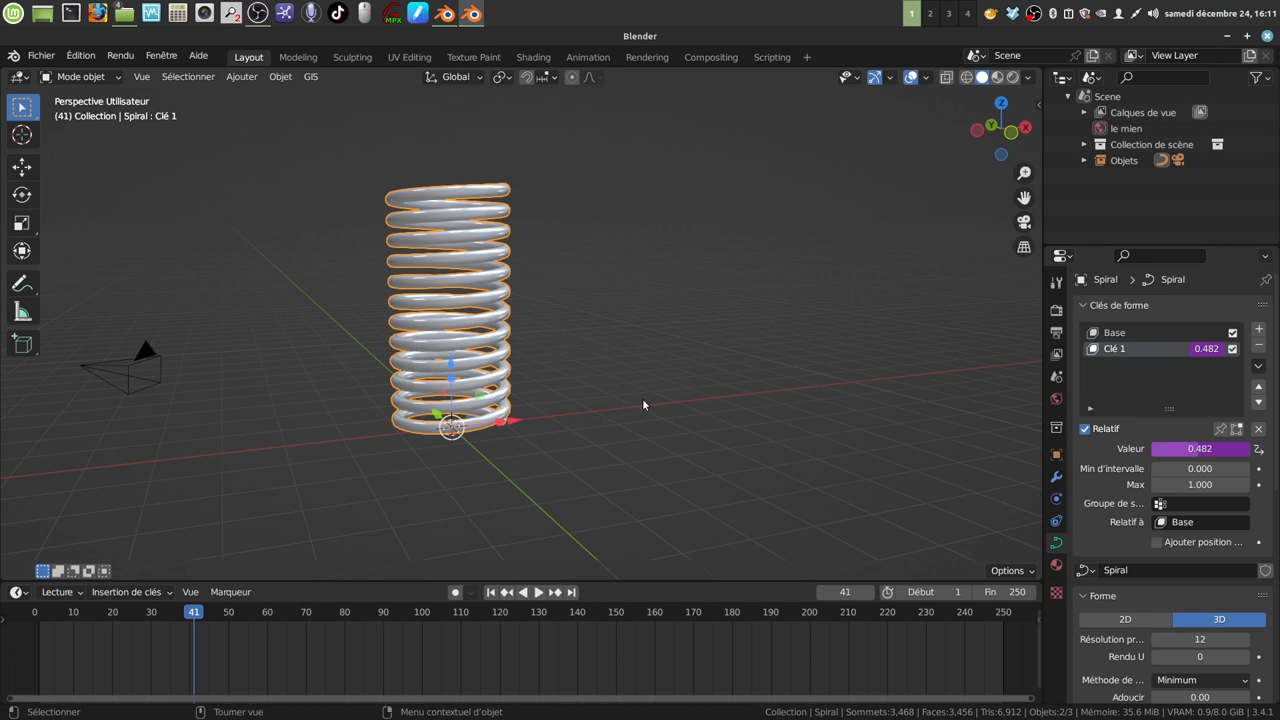 MPX
1
2
3
4
samedi décembre 24, 16:11
Blender
Fichier Édition Rendu Fenêtre Aide Layout Modeling Sculpting UV Editing Texture Paint Shading Animation Rendering Compositing Scripting + Scene View Layer
Mode objet Vue Sélectionner Ajouter Objet GIS Global
Perspective Utilisateur
(41) Collection | Spiral : Clé 1
Z
Y
X
Options
Scene
Calques de vue
le mien
Collection de scène
Objets
Spiral > Spiral
Clés de forme
Base
Clé 1 0.482
Relatif
Valeur 0.482
Min d'intervalle 0.000
Max 1.000
Groupe de s...
Relatif à Base
Ajouter position ...
Spiral
Forme
2D 3D
Résolution pr... 12
Rendu U 0
Méthode de ... Minimum
Adoucir 0.00
Lecture Insertion de clés Vue Marqueur 41 Début 1 Fin 250
0 10 20 30 41 50 60 70 80 90 100 110 120 130 140 150 160 170 180 190 200 210 220 230 240 250
Sélectionner Tourner vue Menu contextuel d'objet Collection | Spiral | Sommets:3,468 | Faces:3,456 | Tris:6,912 | Objets:2/3 | Mémoire: 35.6 MiB | VRAM: 0.9/8.0 GiB | 3.4.1